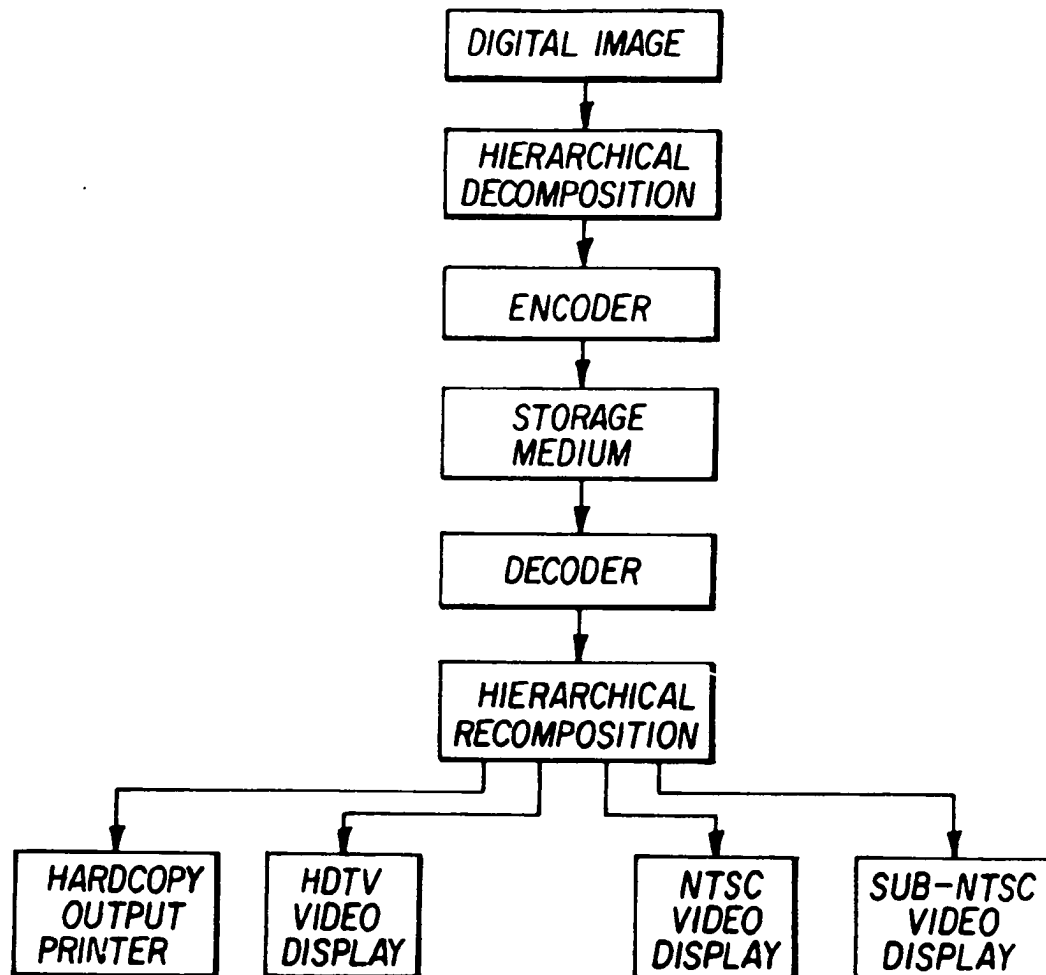 DIGITAL IMAGE
HIERARCHICAL
DECOMPOSITION
ENCODER
STORAGE
MEDIUM
DECODER
HIERARCHICAL
RECOMPOSITION
HARDCOPY
OUTPUT
PRINTER
HDTV
VIDEO
DISPLAY
NTSC
VIDEO
DISPLAY
SUB-NTSC
VIDEO
DISPLAY